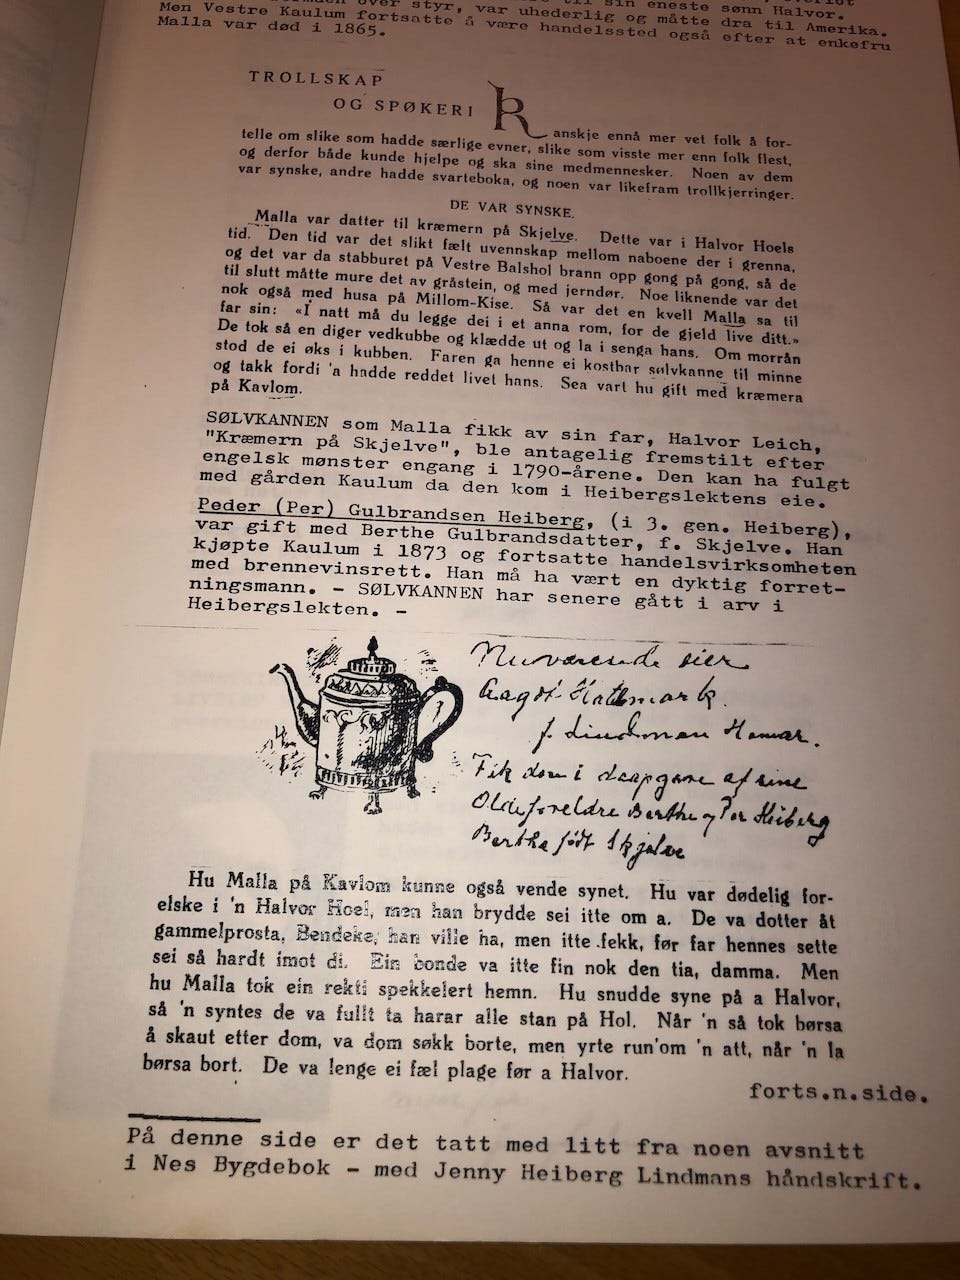 sin eneste sønn Halvor.
over styr, var uhederlig og måtte dra til Amerika.
Men Vestre Kaulum fortsatte å være handelssted også efter at enkefru
Malla var død i 1865.
TROLLSKAP
OG SPØKERI
Kanskje ennå mer vet folk å for-
telle om slike som hadde særlige evner, slike som visste mer enn folk flest,
og derfor både kunde hjelpe og ska sine medmennesker. Noen av dem
var synske, andre hadde svarteboka, og noen var likefram trollkjerringer.
DE VAR SYNSKE.
Malla var datter til kræmern på Skjelve. Dette var i Halvor Hoels
tid. Den tid var det slikt fælt uvennskap mellom naboene der i grenna,
og det var da stabburet på Vestre Balshol brann opp gong på gong, så de
til slutt måtte mure det av gråstein, og med jerndør. Noe liknende var det
nok også med husa på Millom-Kise. Så var det en kvell Malla sa til
far sin: «I natt må du legge dei i et anna rom, for de gjeld live ditt.»
De tok så en diger vedkubbe og klædde ut og la i senga hans. Om morrån
stod de ei øks i kubben. Faren ga henne ei kostbar sølvkanne til minne
og takk fordi 'a hadde reddet livet hans. Sea vart hu gift med kræmera
på Kavlom.
SØLVKANNEN som Malla fikk av sin far, Halvor Leich,
"Kræmern på Skjelve", ble antagelig fremstilt efter
engelsk mønster engang i 1790-årene. Den kan ha fulgt
med gården Kaulum da den kom i Heibergslektens eie.
Peder (Per) Gulbrandsen Heiberg, (i 3. gen. Heiberg),
var gift med Berthe Gulbrandsdatter, f. Skjelve. Han
kjøpte Kaulum i 1873 og fortsatte handelsvirksomheten
med brennevinsrett. Han må ha vært en dyktig forret-
ningsmann. - SØLVKANNEN har senere gått i arv i
Heibergslekten. -
Nuværende eier
Aagot
f. Lindman Hamar.
Fik den i daapgave af sine
Oldeforeldre Berthe og Per Heiberg
Berthe født Skjelve
Hu Malla på Kavlom kunne også vende synet. Hu var dødelig for-
elske i 'n Halvor Hoel, men han brydde sei itte om a. De va dotter åt
gammelprosta, Bendeke, han ville ha, men itte fekk, før far hennes sette
sei så hardt imot di. Ein bonde va itte fin nok den tia, damma. Men
hu Malla tok ein rekti spekkelert hemn. Hu snudde syne på a Halvor,
så 'n syntes de va fullt ta harar alle stan på Hol. Når 'n så tok børsa
å skaut etter dom, va dom søkk borte, men yrte run'om 'n att, når 'n la
børsa bort. De va lenge ei fæl plage før a Halvor.
forts.n.side.
På denne side er det tatt med litt fra noen avsnitt
i Nes Bygdebok - med Jenny Heiberg Lindmans håndskrift.